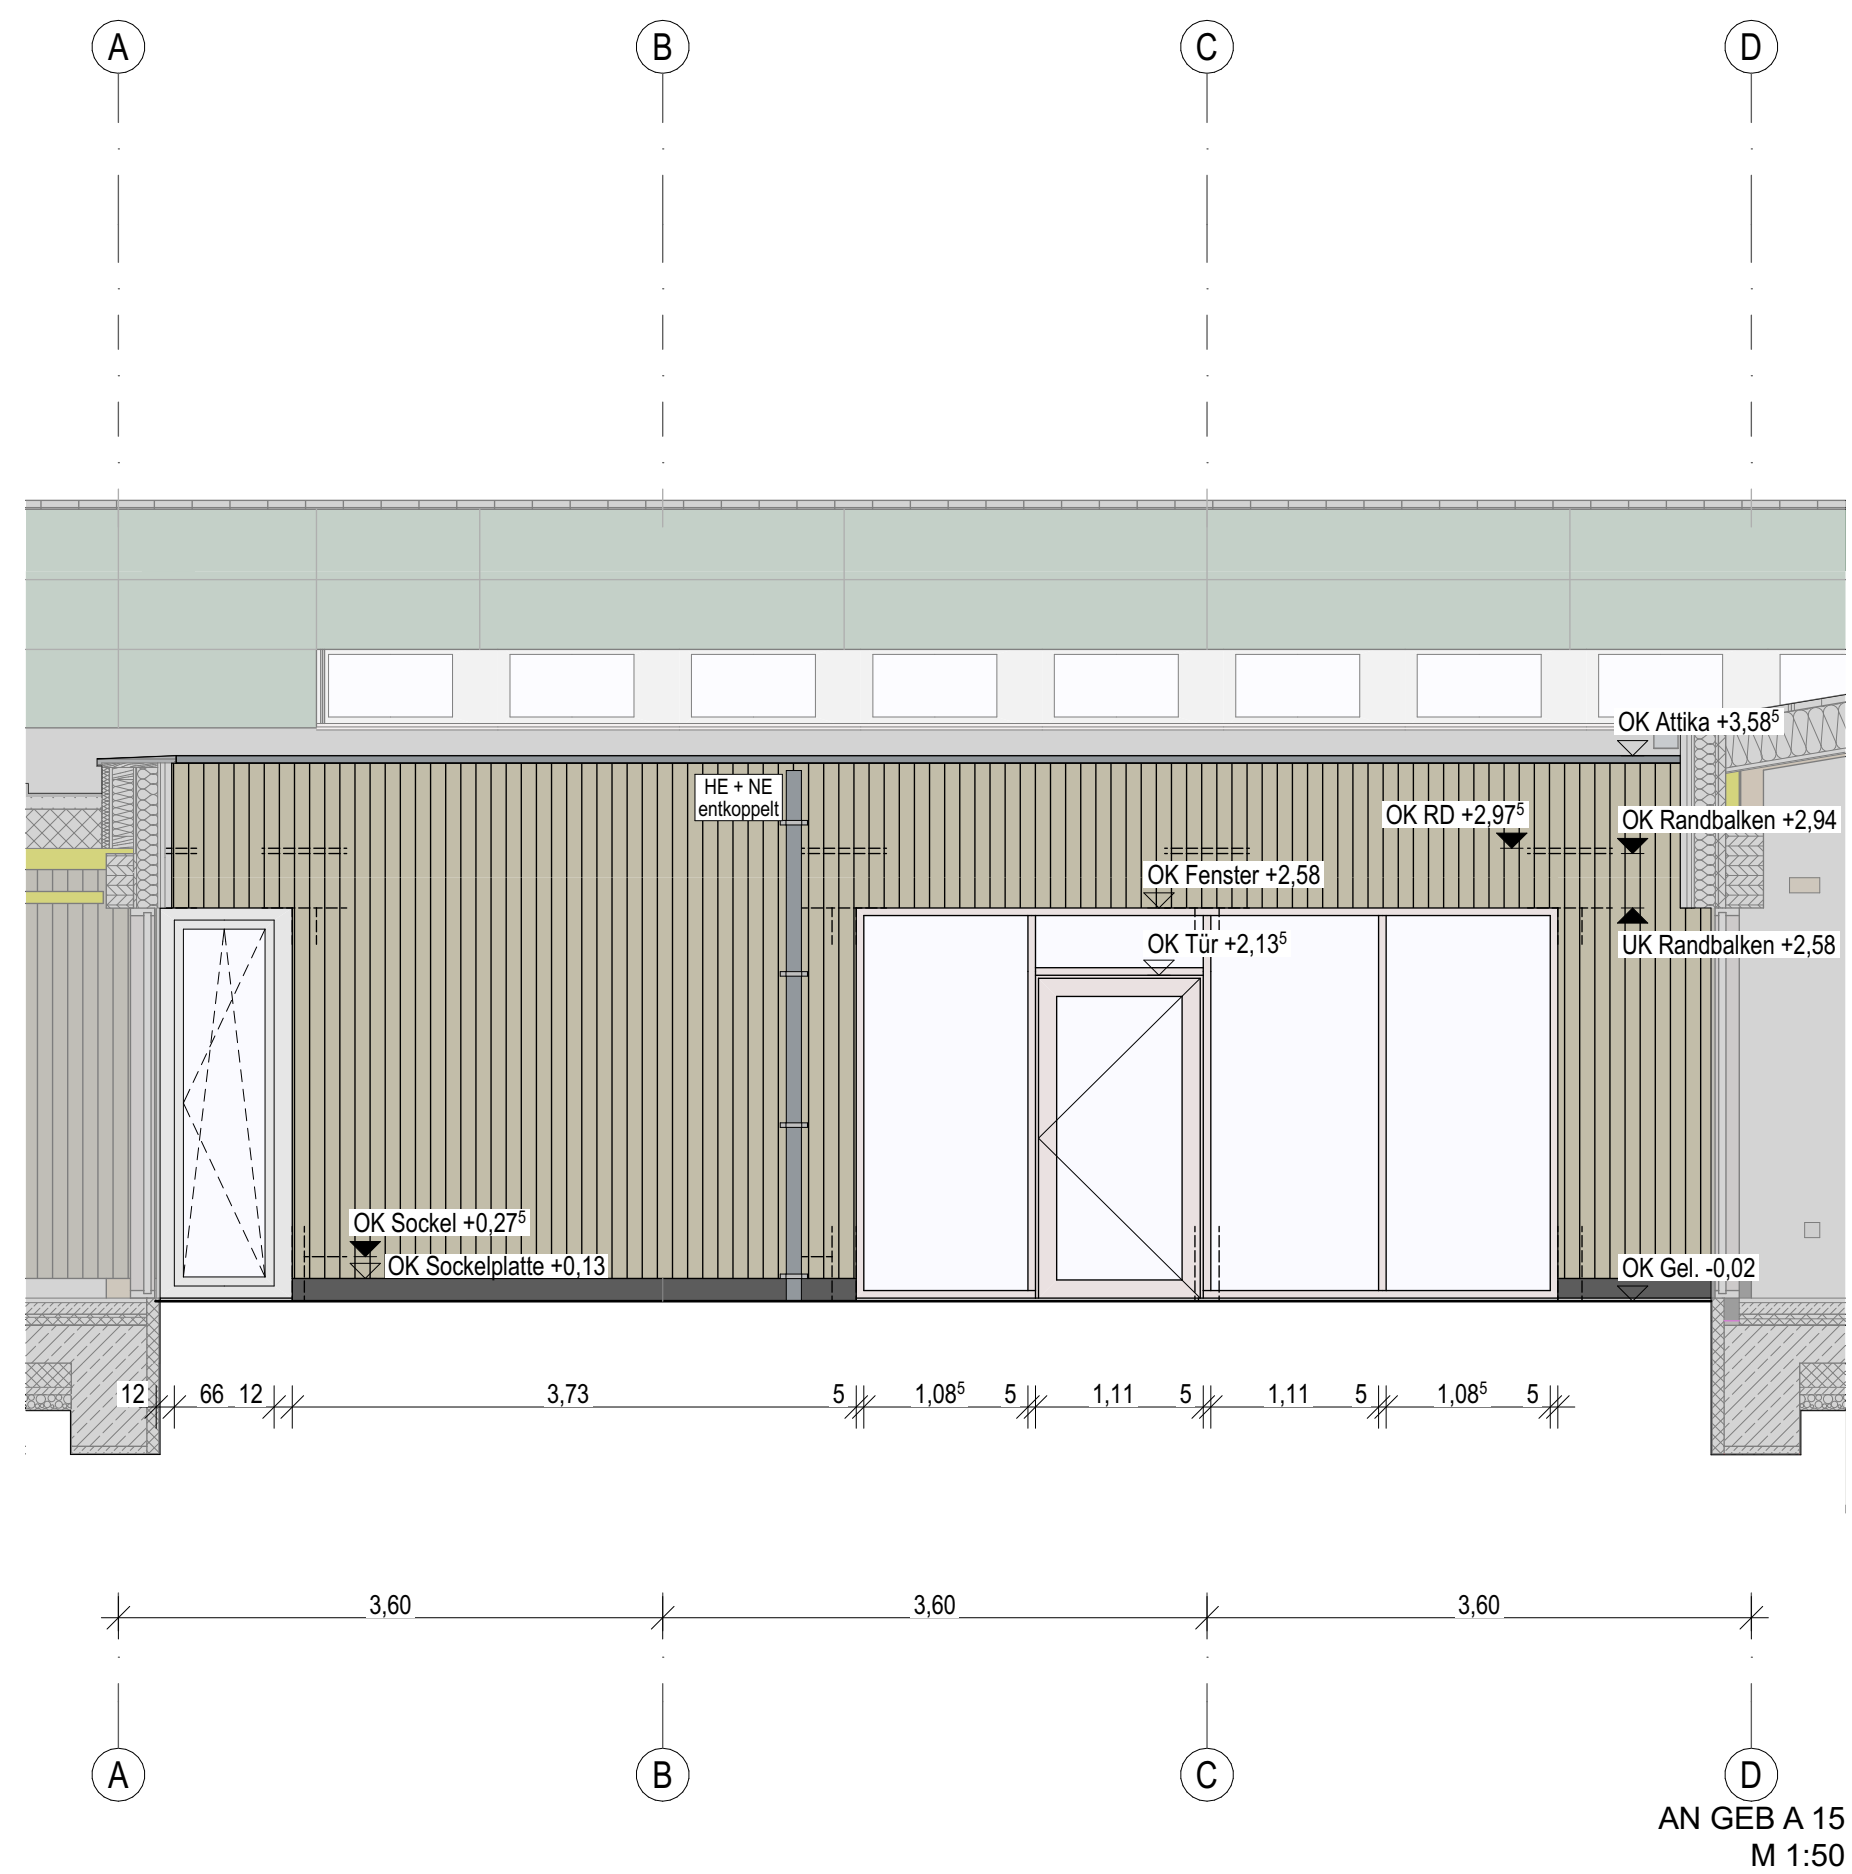 A B C D
OK Attika +3,58⁵
HE + NE
entkoppelt
OK RD +2,97⁵
OK Randbalken +2,94
OK Fenster +2,58
OK Tür +2,13⁵
UK Randbalken +2,58
OK Sockel +0,27⁵
OK Sockelplatte +0,13
OK Gel. -0,02
12 66 12 3,73 5 1,08⁵ 5 1,11 5 1,11 5 1,08⁵ 5
3,60 3,60 3,60
A B C D
AN GEB A 15
M 1:50